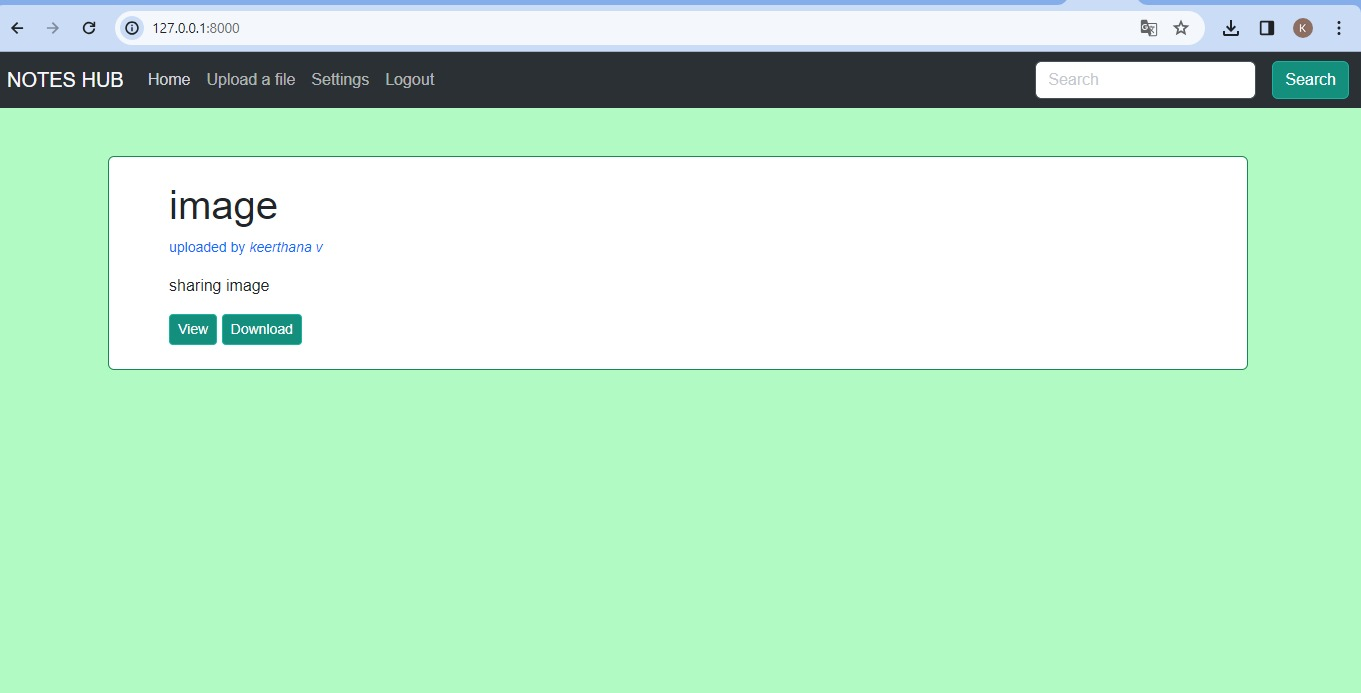 127.0.0.1:8000
K
NOTES HUB Home Upload a file Settings Logout Search Search
image
uploaded by keerthana v
sharing image
View Download